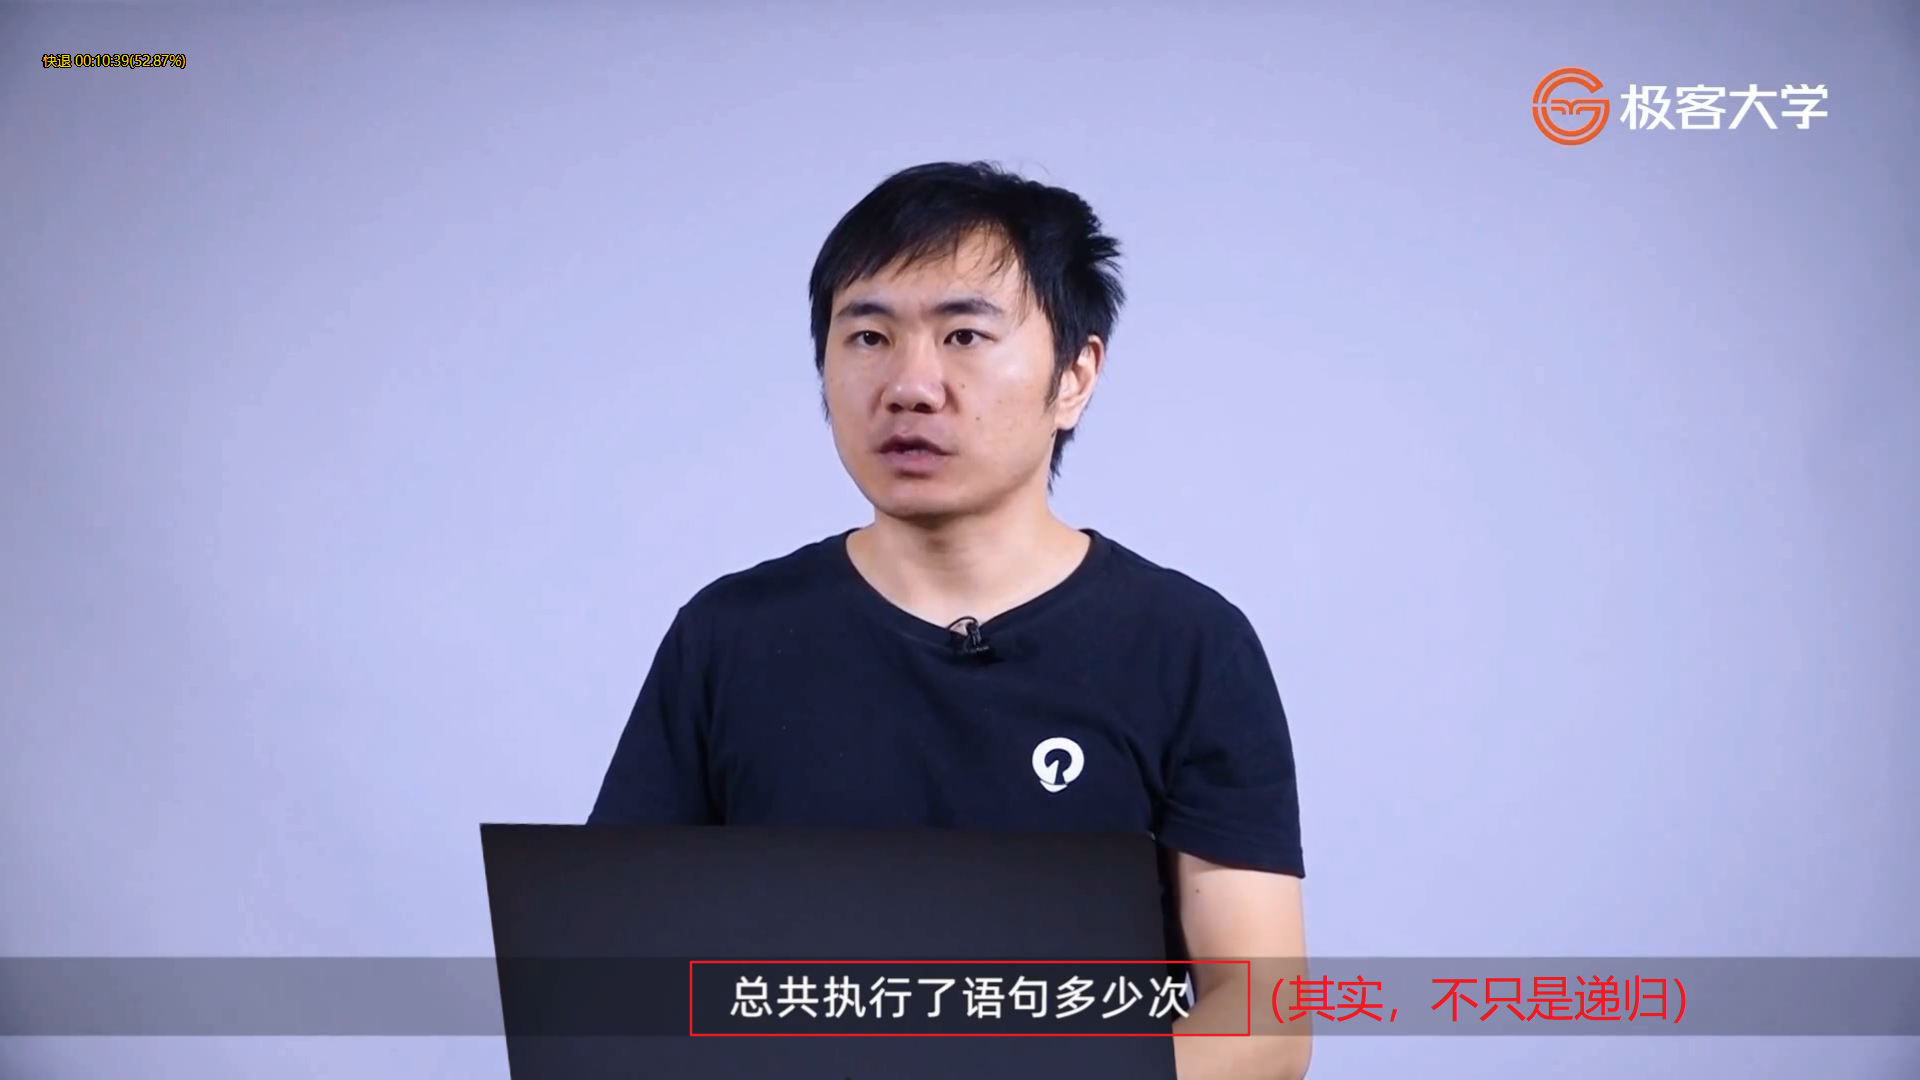 快退 00:10:39(52.87%)
极客大学
总共执行了语句多少次
（其实，不只是递归）